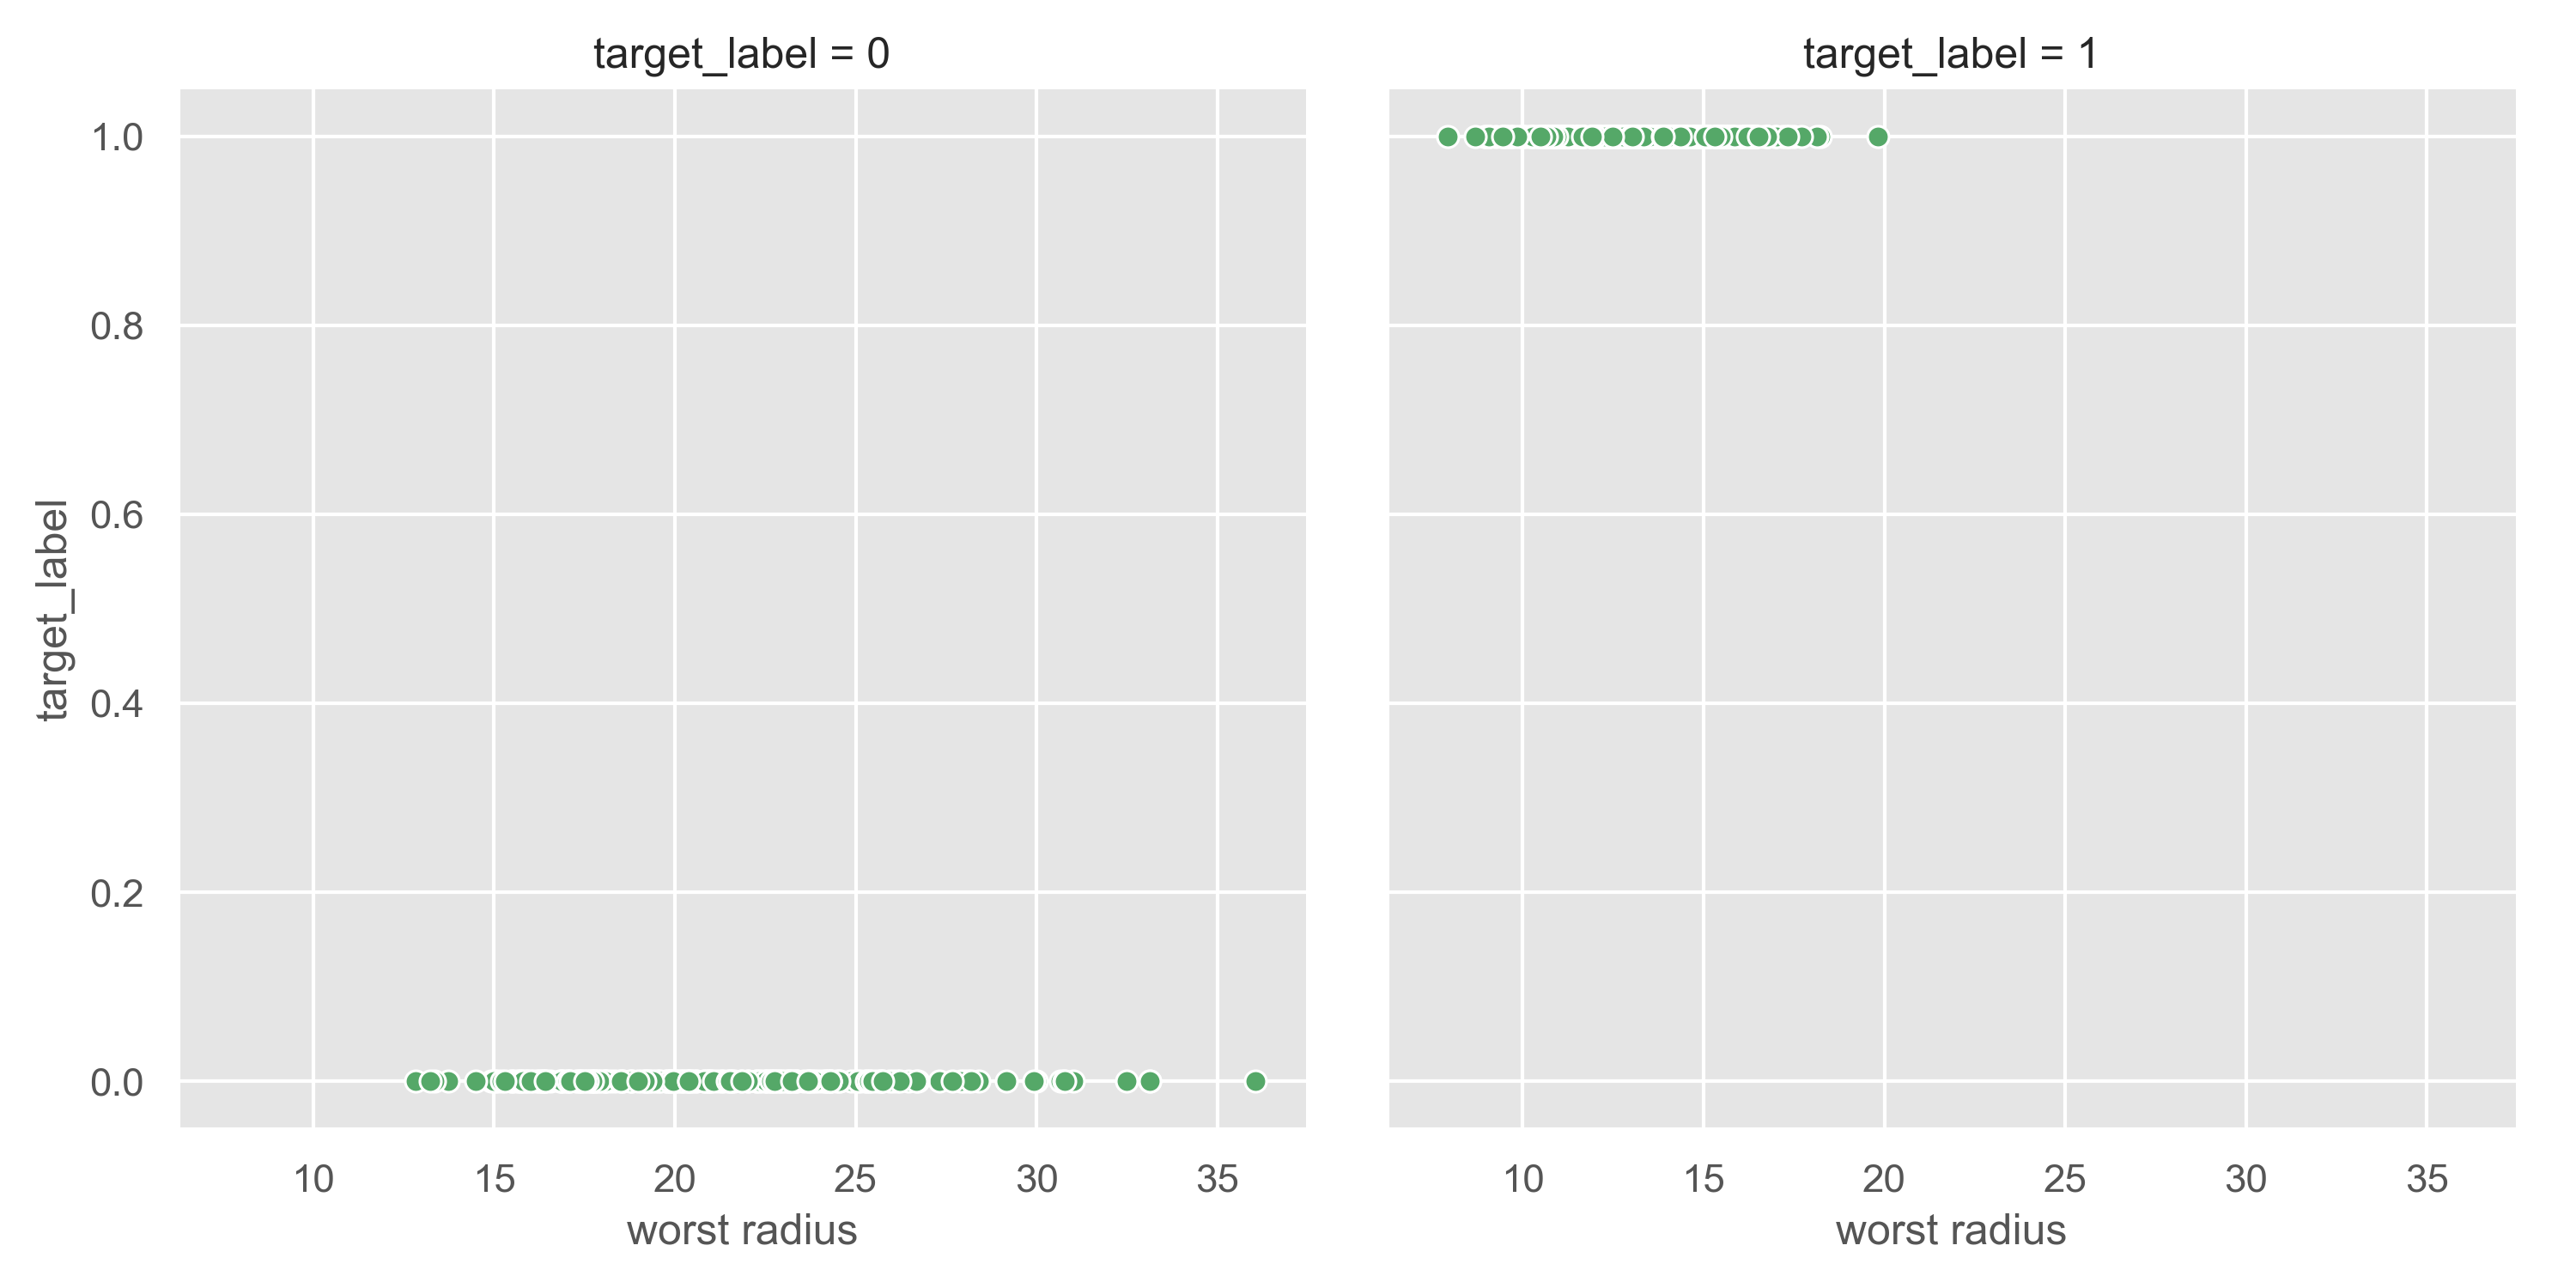 target_label = 0
target_label = 1
target_label
1.0
0.8
0.6
0.4
0.2
0.0
10 15 20 25 30 35
10 15 20 25 30 35
worst radius
worst radius